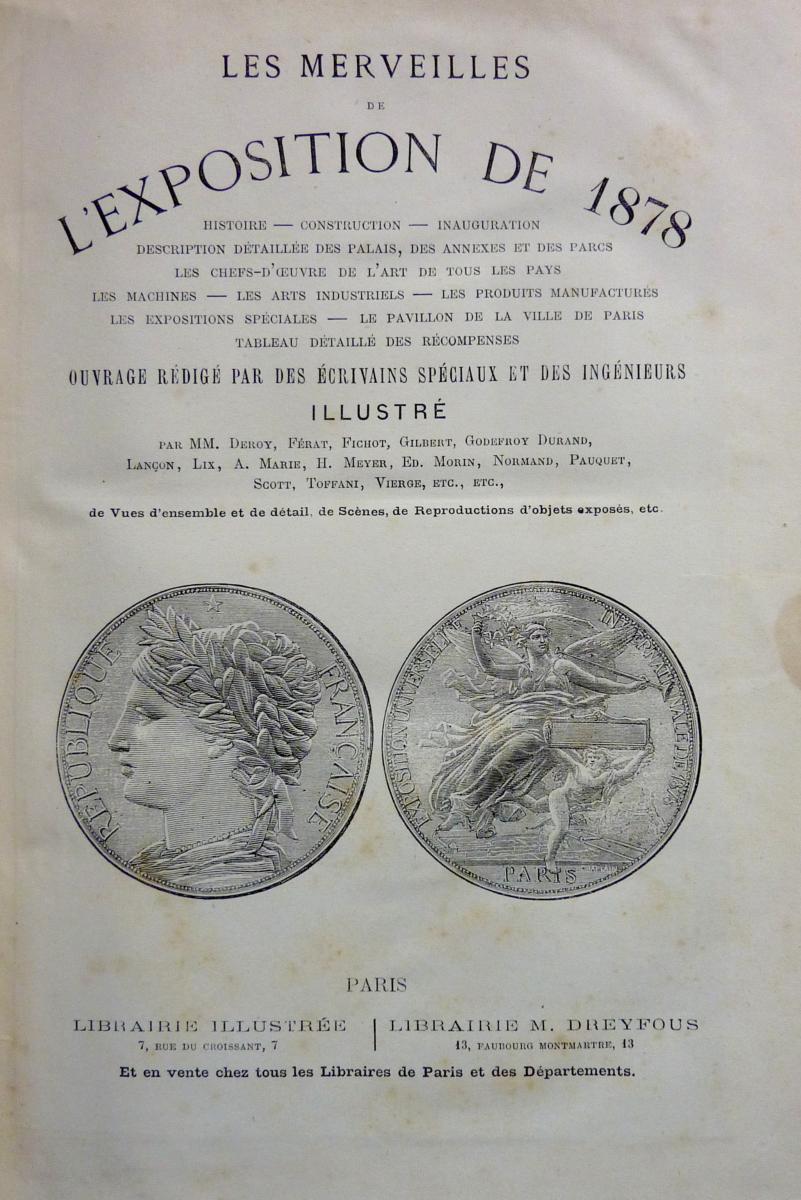 LES MERVEILLES
DE
L'EXPOSITION DE 1878
HISTOIRE — CONSTRUCTION — INAUGURATION
DESCRIPTION DÉTAILLÉE DES PALAIS, DES ANNEXES ET DES PARCS
LES CHEFS-D'ŒUVRE DE L'ART DE TOUS LES PAYS
LES MACHINES — LES ARTS INDUSTRIELS — LES PRODUITS MANUFACTURÉS
LES EXPOSITIONS SPÉCIALES — LE PAVILLON DE LA VILLE DE PARIS
TABLEAU DÉTAILLÉ DES RÉCOMPENSES
OUVRAGE RÉDIGÉ PAR DES ÉCRIVAINS SPÉCIAUX ET DES INGÉNIEURS
ILLUSTRÉ
PAR MM. DEROY, FÉRAT, FICHOT, GILBERT, GODEFROY DURAND,
LANÇON, LIX, A. MARIE, H. MEYER, ED. MORIN, NORMAND, PAUQUET,
SCOTT, TOFFANI, VIERGE, ETC., ETC.,
de Vues d'ensemble et de détail, de Scènes, de Reproductions d'objets exposés, etc.
RÉPUBLIQUE FRANÇAISE
EXPOSITION UNIVERSELLE INTERNATIONALE DE 1878
PARIS
PARIS
LIBRAIRIE ILLUSTRÉE
7, RUE DU CROISSANT, 7
LIBRAIRIE M. DREYFOUS
13, FAUBOURG MONTMARTRE, 13
Et en vente chez tous les Libraires de Paris et des Départements.